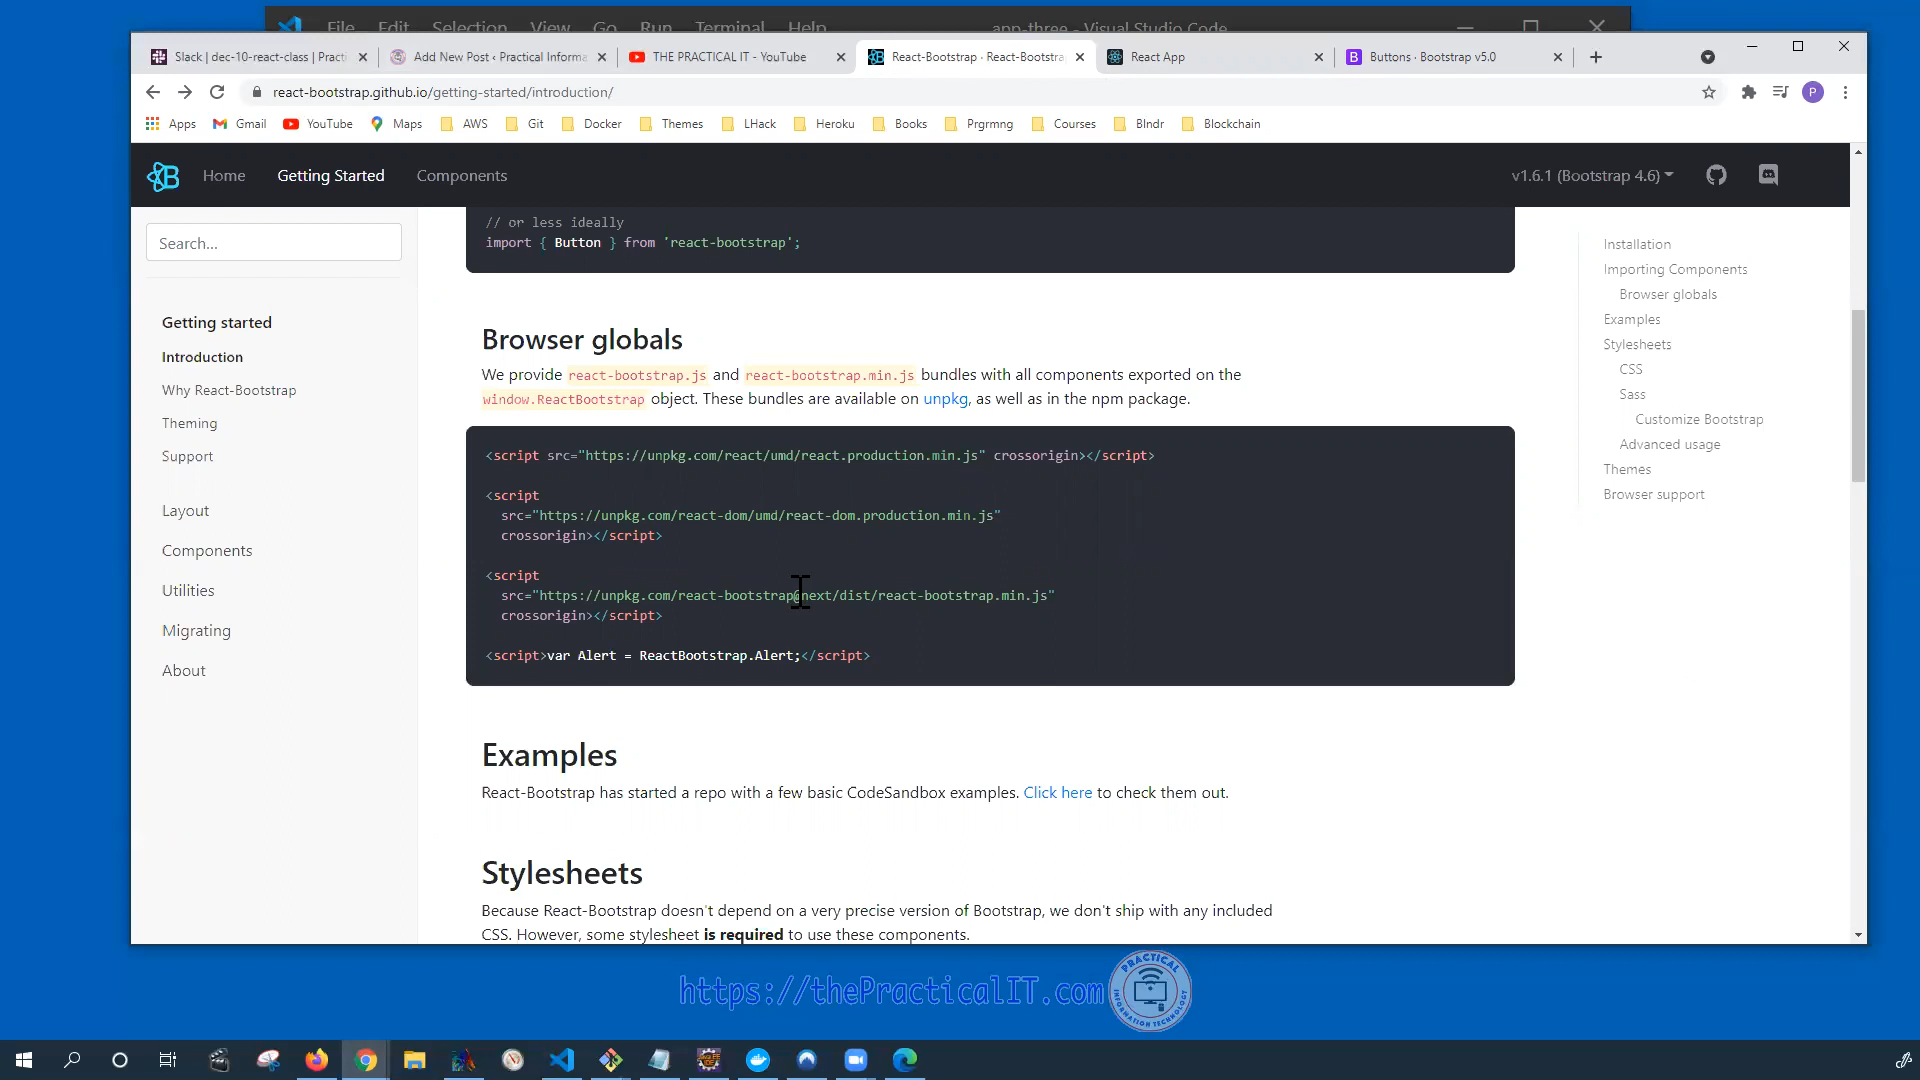 File Edit Selection View Go Run Terminal Help app-three - Visual Studio Code
Slack | dec-10-react-class | Practi
Add New Post ‹ Practical Informa
THE PRACTICAL IT - YouTube
React-Bootstrap · React-Bootstra
React App
Buttons · Bootstrap v5.0
react-bootstrap.github.io/getting-started/introduction/
P
Apps Gmail YouTube Maps AWS Git Docker Themes LHack Heroku Books Prgrmng Courses Blndr Blockchain
Home Getting Started Components v1.6.1 (Bootstrap 4.6)
Search...
Getting started
Introduction
Why React-Bootstrap
Theming
Support
Layout
Components
Utilities
Migrating
About
// or less ideally
import { Button } from 'react-bootstrap';
Browser globals
We provide react-bootstrap.js and react-bootstrap.min.js bundles with all components exported on the
window.ReactBootstrap object. These bundles are available on unpkg, as well as in the npm package.
<script src="https://unpkg.com/react/umd/react.production.min.js" crossorigin></script>
<script
src="https://unpkg.com/react-dom/umd/react-dom.production.min.js"
crossorigin></script>
<script
src="https://unpkg.com/react-bootstrap@next/dist/react-bootstrap.min.js"
crossorigin></script>
<script>var Alert = ReactBootstrap.Alert;</script>
Examples
React-Bootstrap has started a repo with a few basic CodeSandbox examples. Click here to check them out.
Stylesheets
Because React-Bootstrap doesn't depend on a very precise version of Bootstrap, we don't ship with any included
CSS. However, some stylesheet is required to use these components.
Installation
Importing Components
Browser globals
Examples
Stylesheets
CSS
Sass
Customize Bootstrap
Advanced usage
Themes
Browser support
https://thePracticalIT.com
PRACTICAL
INFORMATION TECHNOLOGY